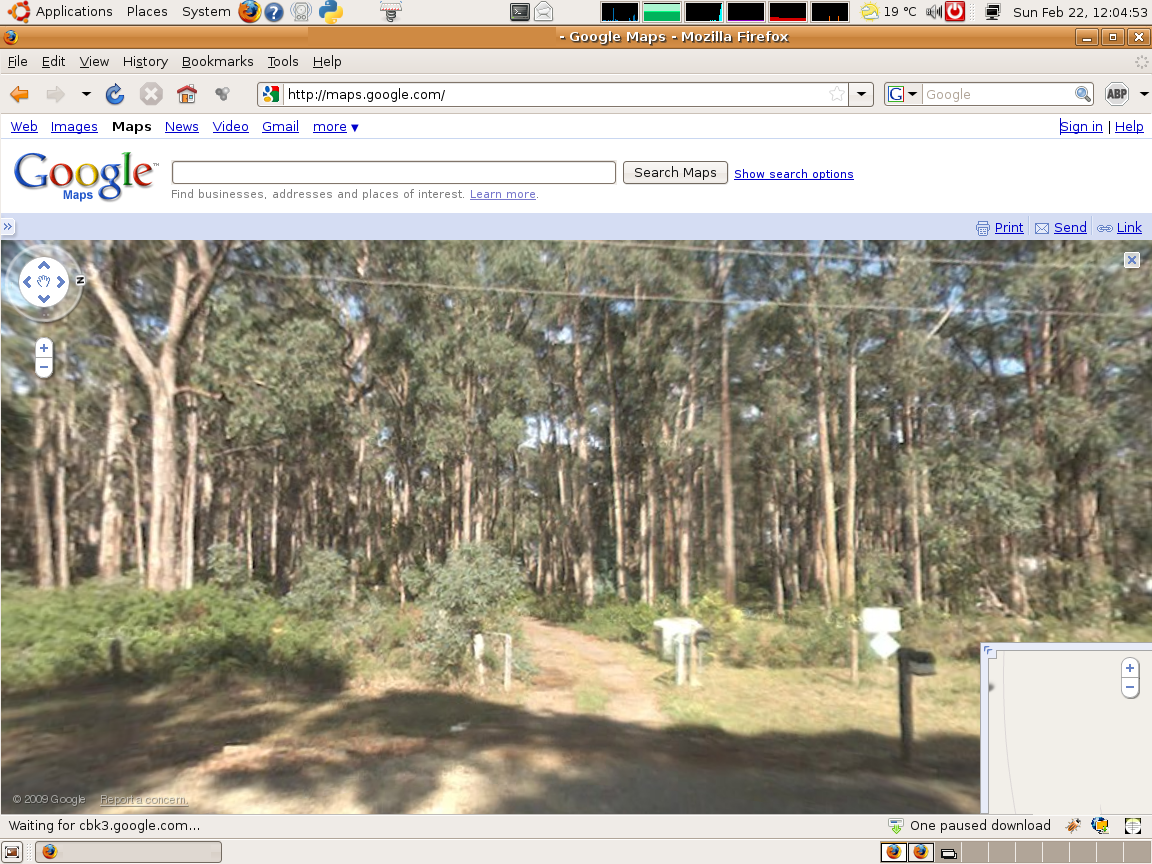 Applications Places System 19 °C Sun Feb 22, 12:04:53
- Google Maps - Mozilla Firefox
File Edit View History Bookmarks Tools Help
http://maps.google.com/ G Google ABP
Web Images Maps News Video Gmail more ▼ Sign in | Help
Google™ Maps
Search Maps Show search options
Find businesses, addresses and places of interest. Learn more.
» Print Send Link
N
+
−
+
−
© 2009 Google Report a concern.
Waiting for cbk3.google.com... One paused download